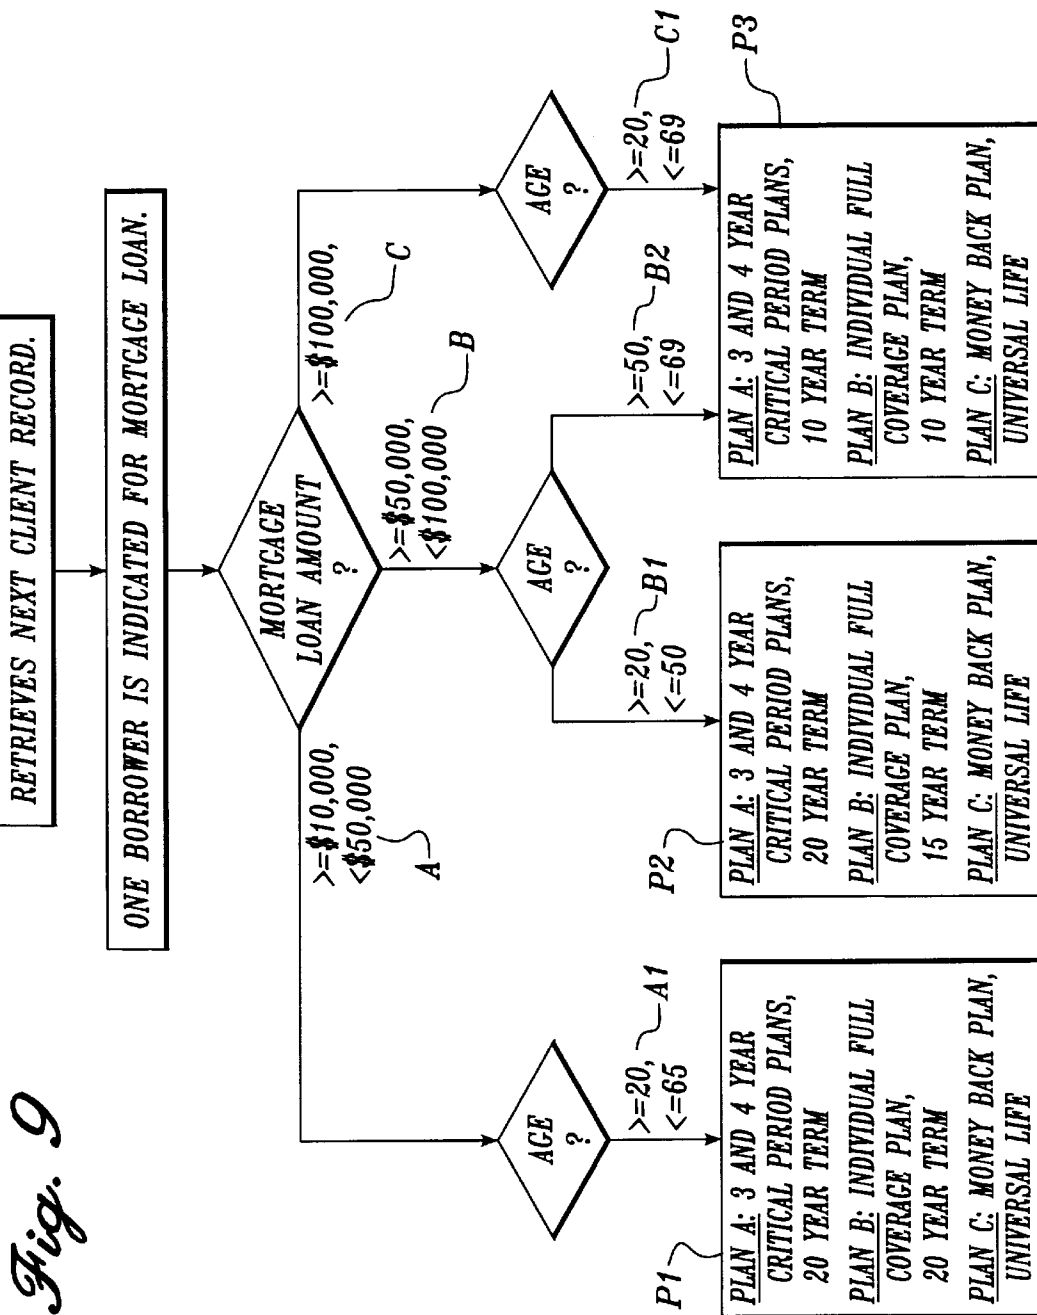 Fig. 9
RETRIEVES NEXT CLIENT RECORD.
ONE BORROWER IS INDICATED FOR MORTGAGE LOAN.
MORTGAGE
LOAN AMOUNT
?
>=$10,000,
<$50,000
A
>=$50,000,
<$100,000
B
>=$100,000,
C
AGE
?
>=20,
<=65
A1
AGE
?
>=20,
<=50
B1
>=50,
<=69
B2
AGE
?
>=20,
<=69
C1
P1
PLAN A: 3 AND 4 YEAR
CRITICAL PERIOD PLANS,
20 YEAR TERM
PLAN B: INDIVIDUAL FULL
COVERAGE PLAN,
20 YEAR TERM
PLAN C: MONEY BACK PLAN,
UNIVERSAL LIFE
P2
PLAN A: 3 AND 4 YEAR
CRITICAL PERIOD PLANS,
20 YEAR TERM
PLAN B: INDIVIDUAL FULL
COVERAGE PLAN,
15 YEAR TERM
PLAN C: MONEY BACK PLAN,
UNIVERSAL LIFE
P3
PLAN A: 3 AND 4 YEAR
CRITICAL PERIOD PLANS,
10 YEAR TERM
PLAN B: INDIVIDUAL FULL
COVERAGE PLAN,
10 YEAR TERM
PLAN C: MONEY BACK PLAN,
UNIVERSAL LIFE